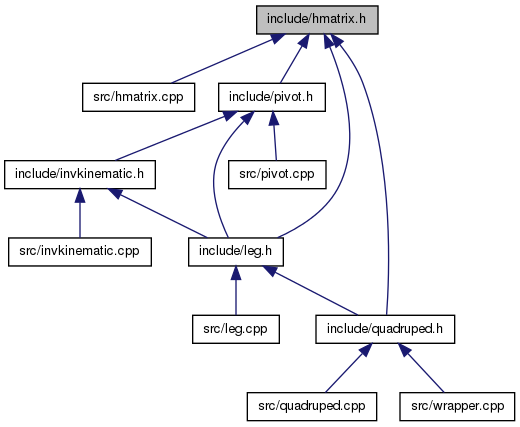 include/hmatrix.h
src/hmatrix.cpp
include/pivot.h
include/invkinematic.h
src/pivot.cpp
src/invkinematic.cpp
include/leg.h
src/leg.cpp
include/quadruped.h
src/quadruped.cpp
src/wrapper.cpp